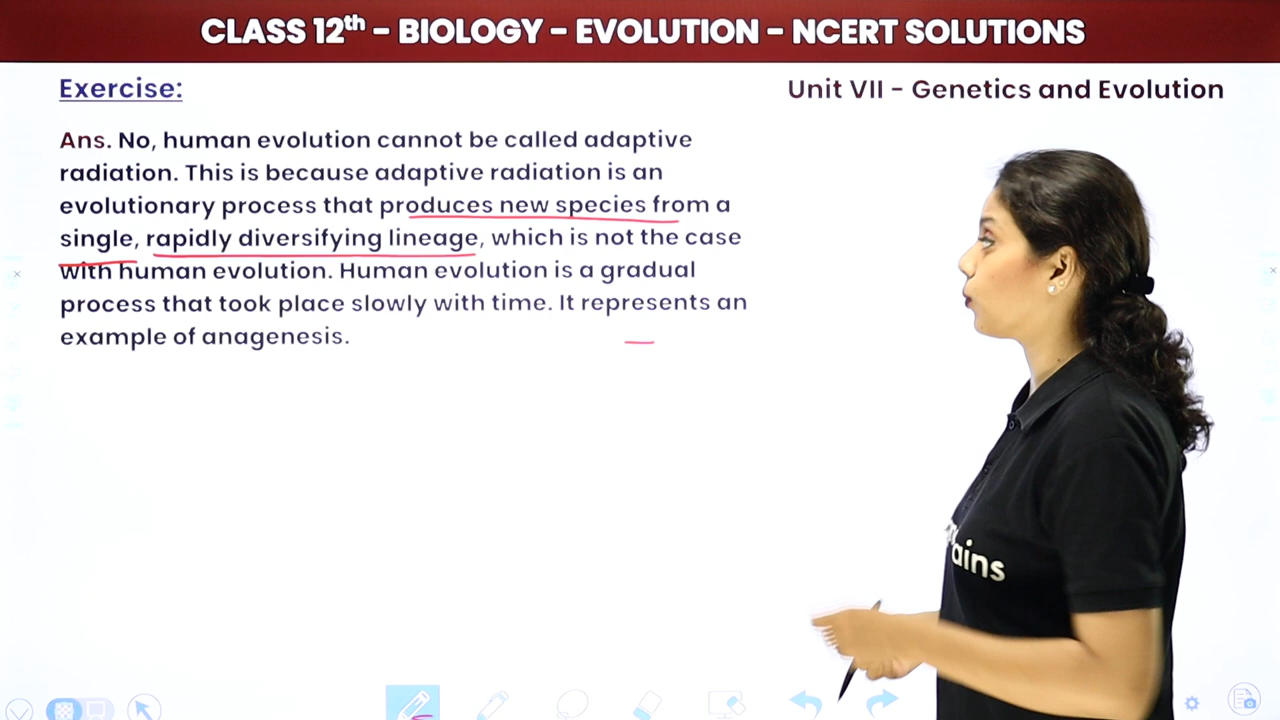 CLASS 12th – BIOLOGY – EVOLUTION – NCERT SOLUTIONS
Exercise:
Unit VII – Genetics and Evolution
Ans. No, human evolution cannot be called adaptive
radiation. This is because adaptive radiation is an
evolutionary process that produces new species from a
single, rapidly diversifying lineage, which is not the case
with human evolution. Human evolution is a gradual
process that took place slowly with time. It represents an
example of anagenesis.
ains